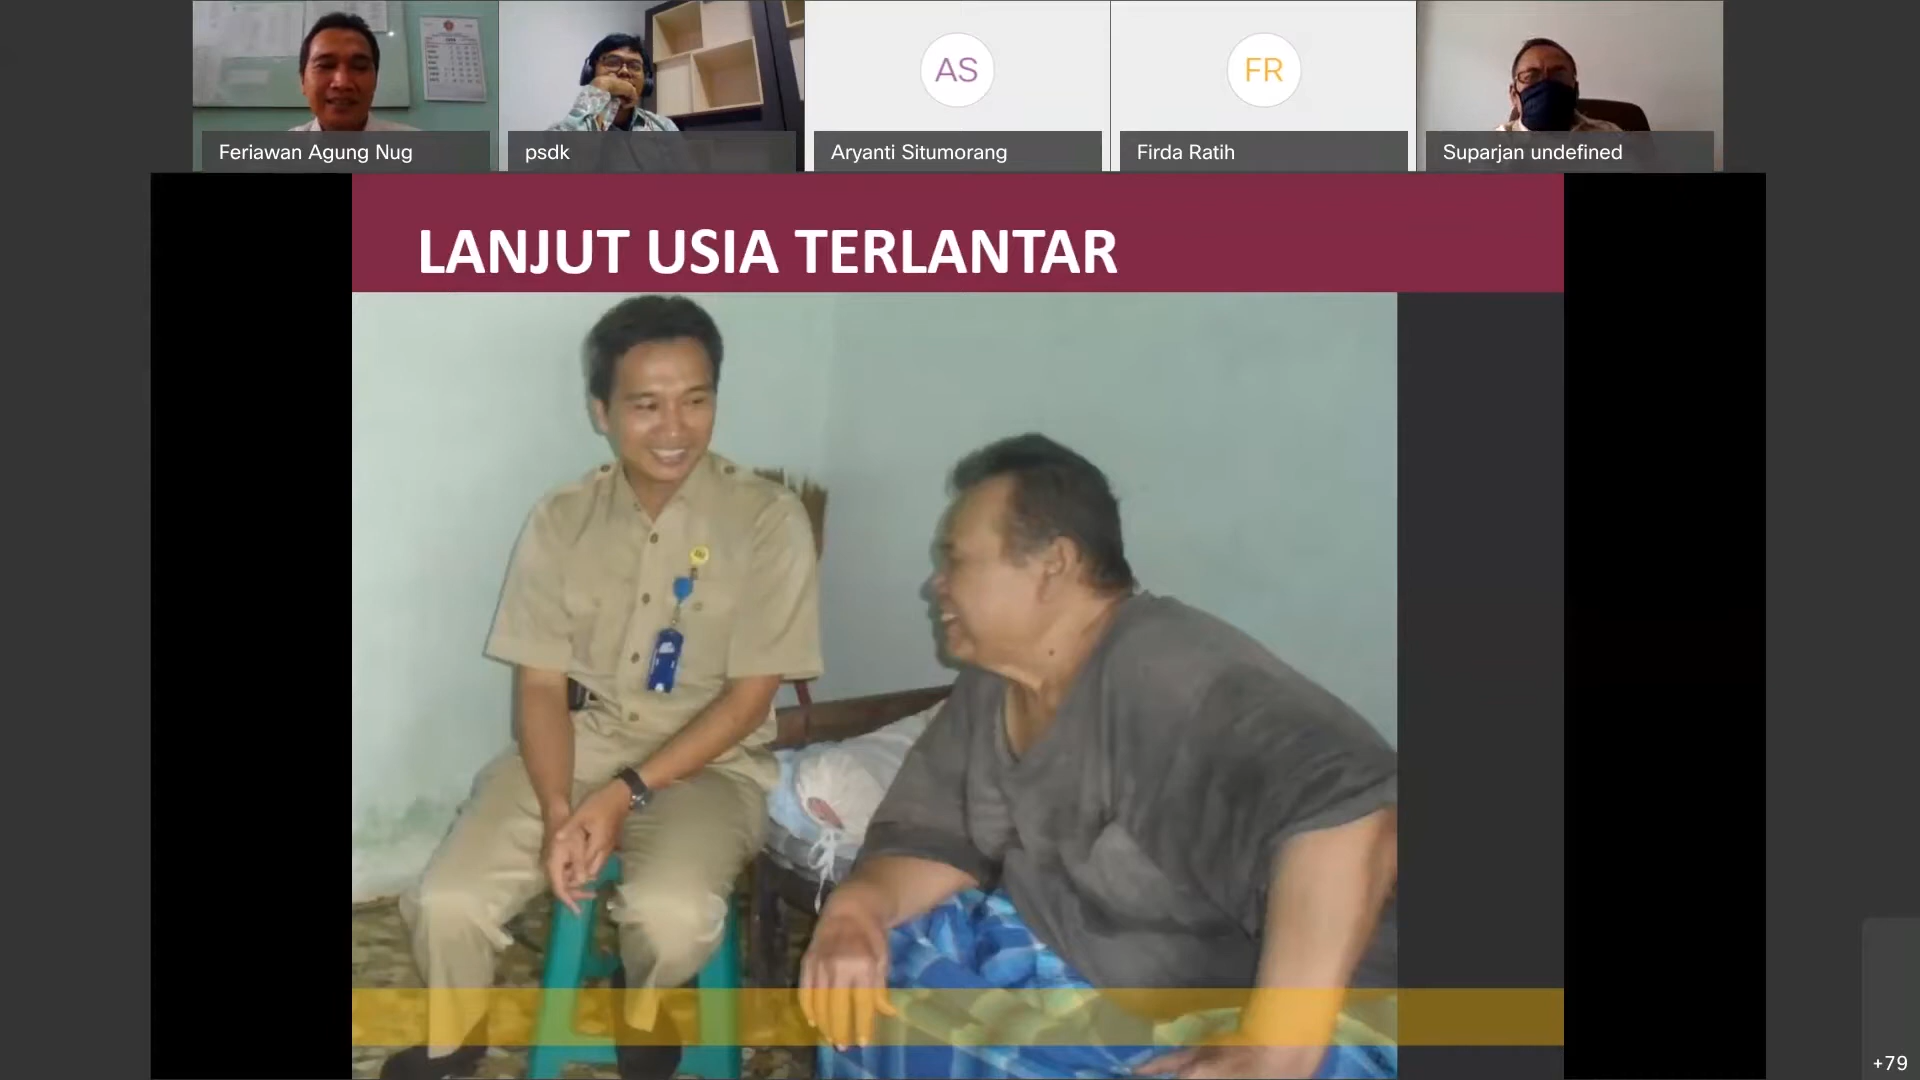 Feriawan Agung Nug
psdk
AS
Aryanti Situmorang
FR
Firda Ratih
Suparjan undefined
LANJUT USIA TERLANTAR
+79